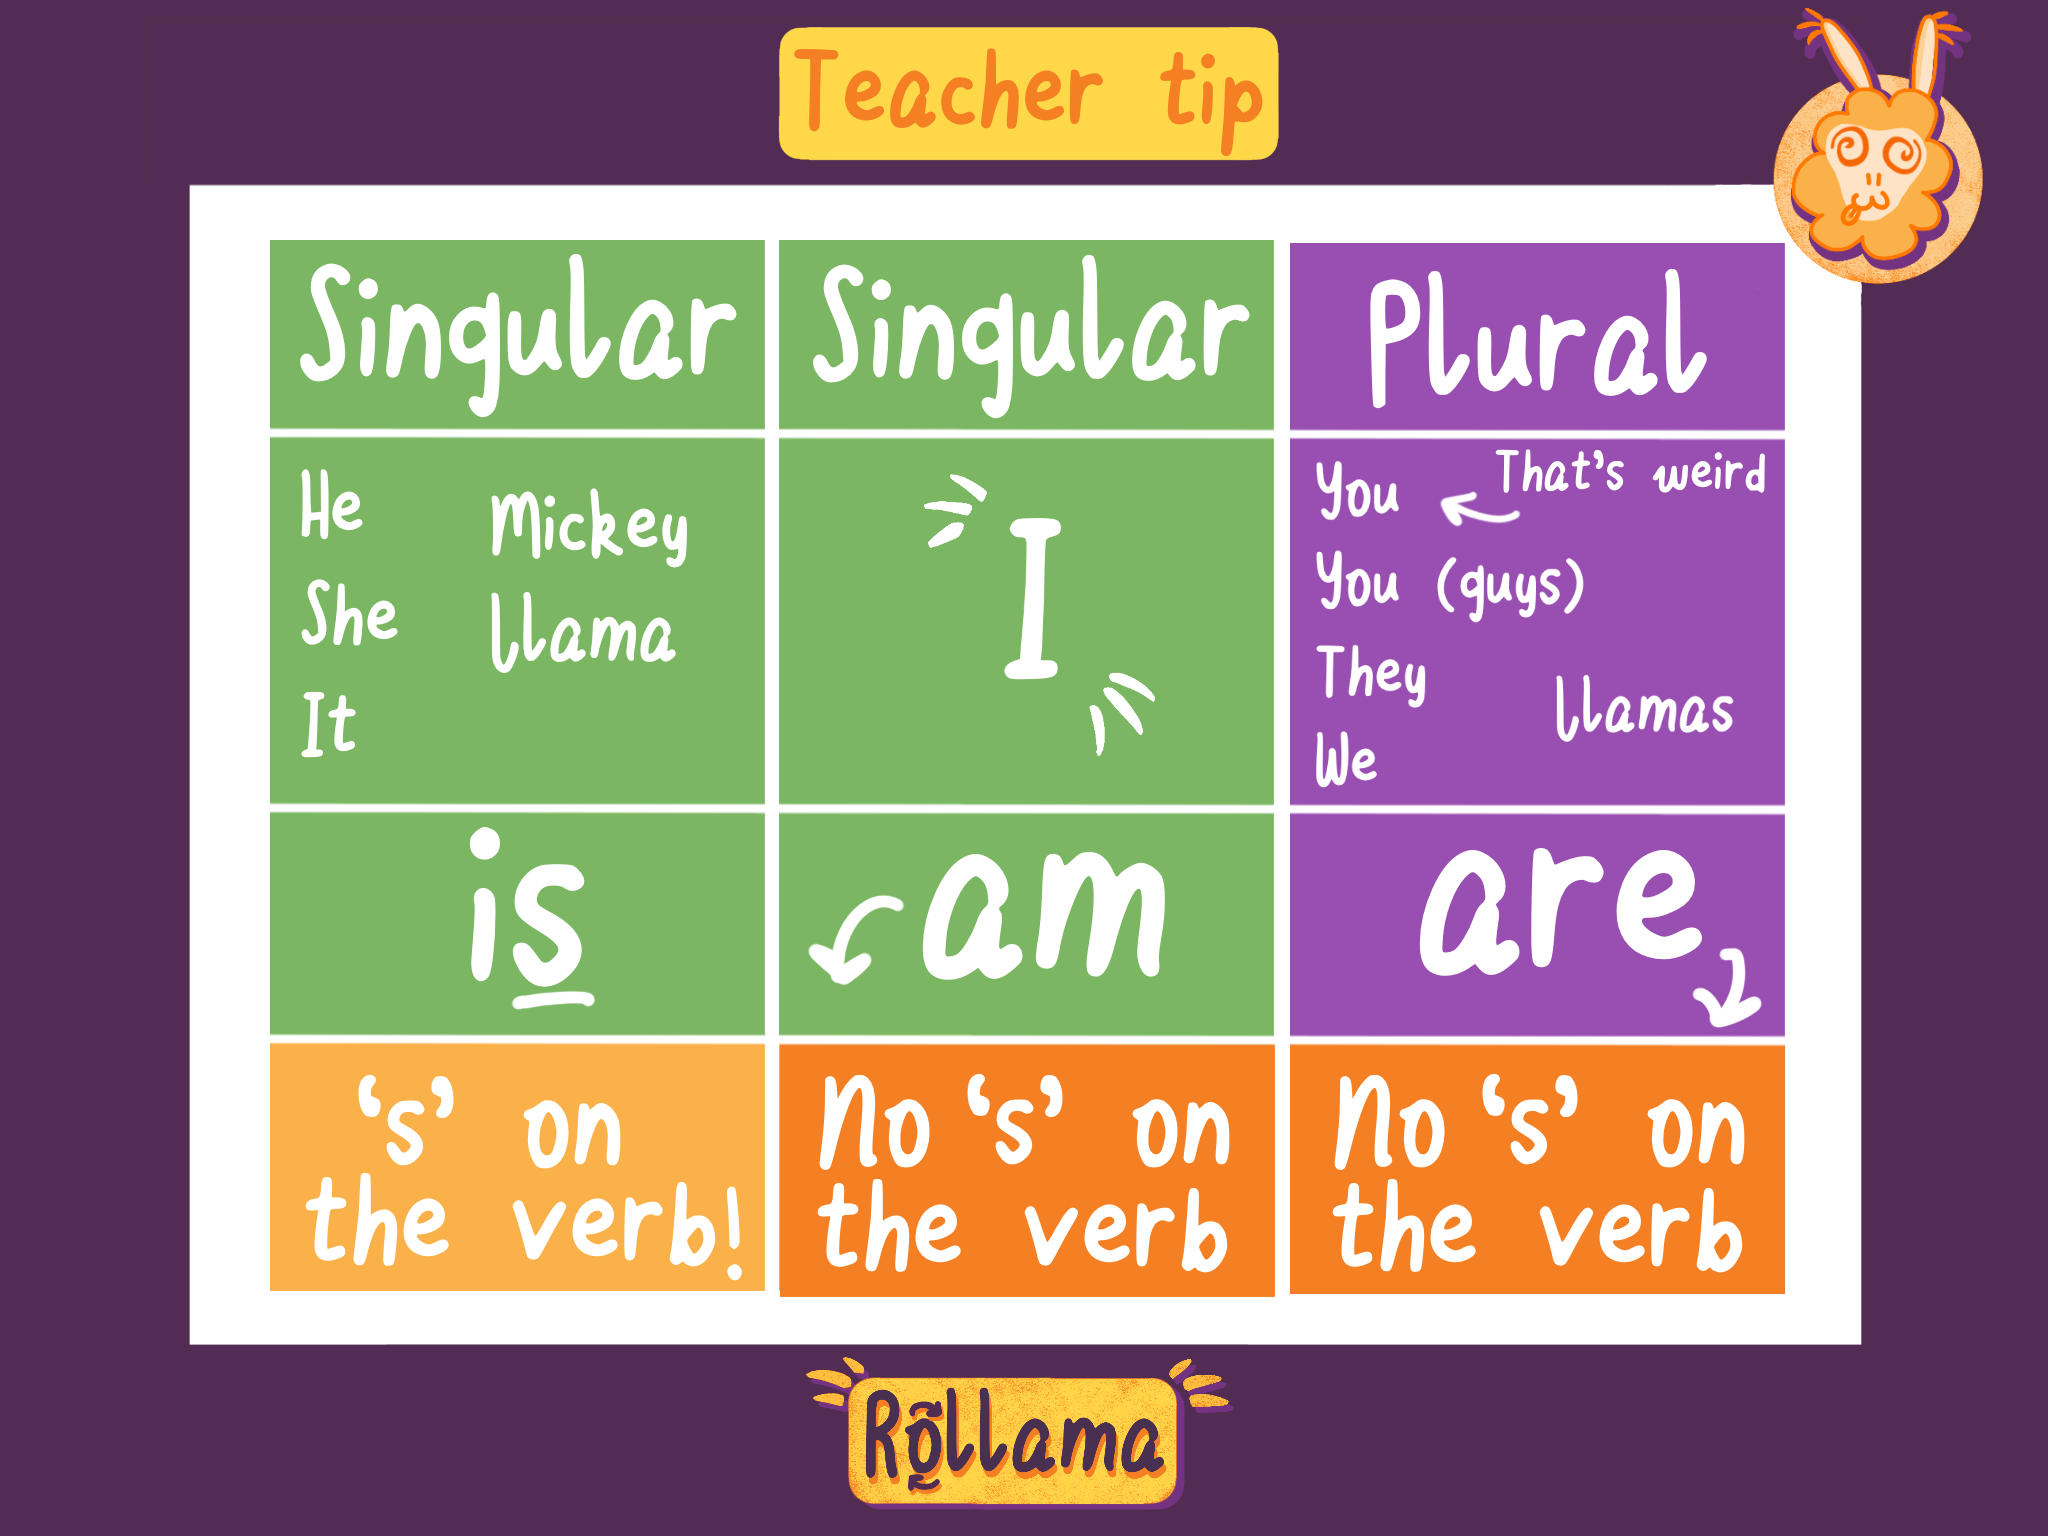 Teacher tip
Singular
Singular
Plural
He
She
It
Mickey
Llama
I
You
That's weird
You (guys)
They
We
Llamas
is
am
are
's' on
the verb!
No 's' on
the verb
No 's' on
the verb
Rollama